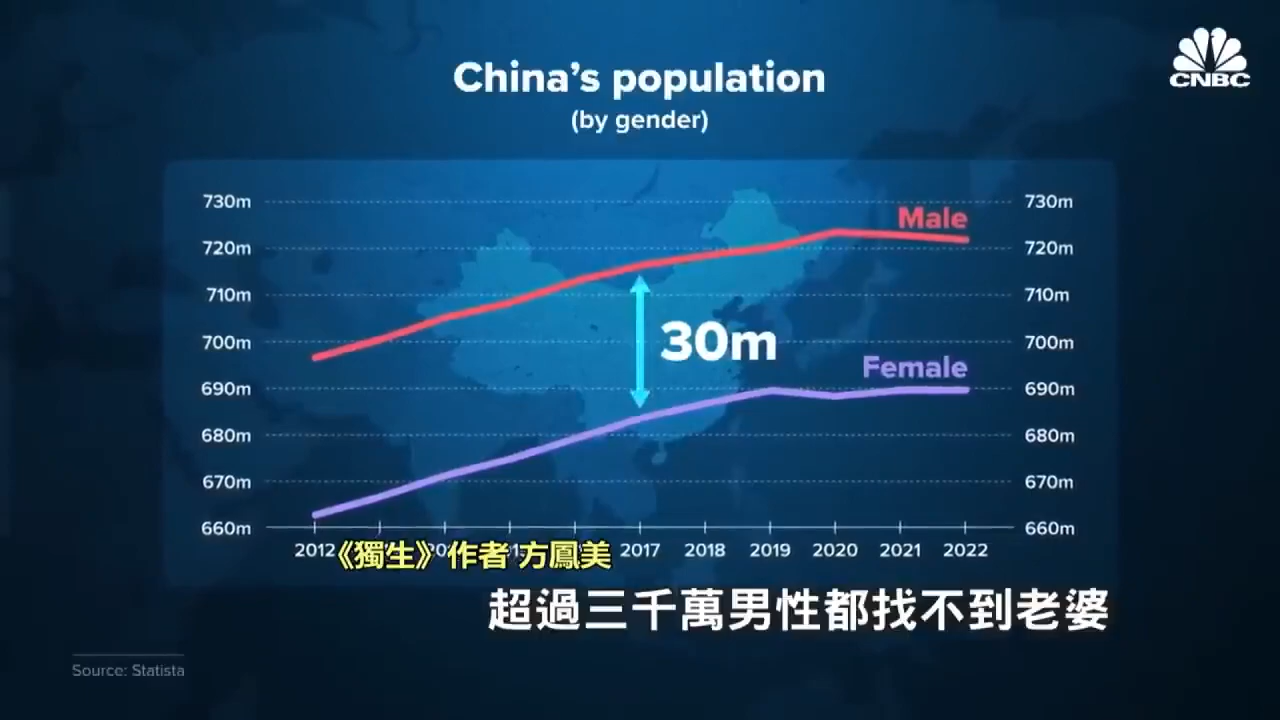 CNBC
China's population
(by gender)
730m
730m
Male
720m
720m
710m
710m
30m
700m
700m
Female
690m
690m
680m
680m
670m
670m
660m
660m
2012
2017
2018
2019
2020
2021
2022
《獨生》作者 方鳳美
超過三千萬男性都找不到老婆
Source: Statista